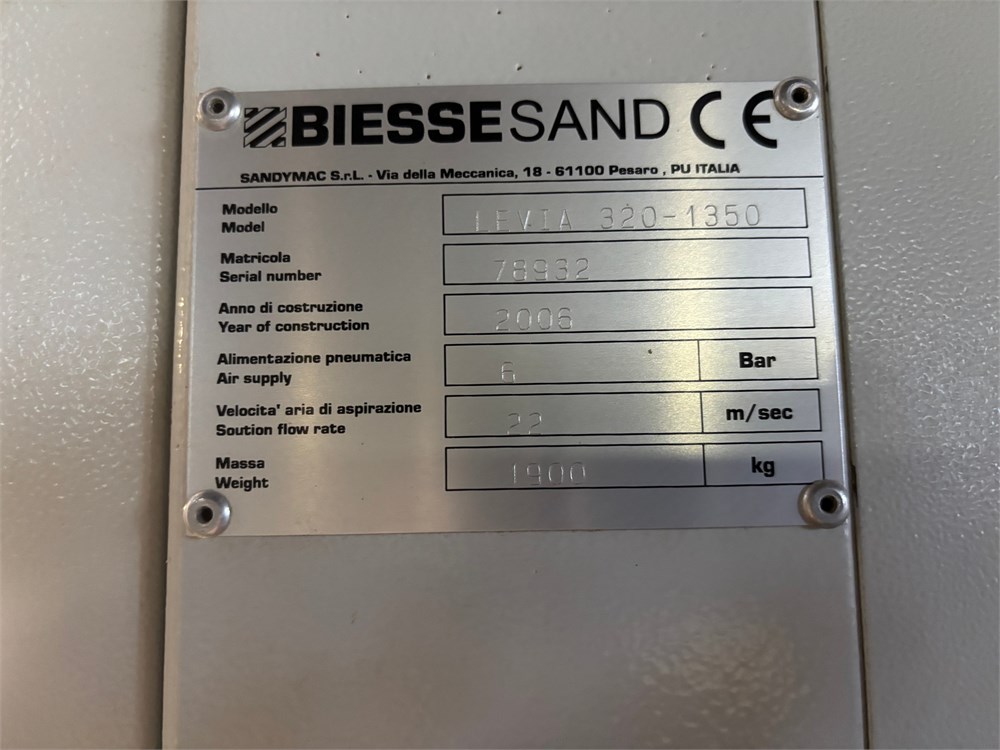 BIESSESAND CE
SANDYMAC S.r.L. - Via della Meccanica, 18 - 61100 Pesaro , PU ITALIA
Modello
Model
LEVIA 320-1350
Matricola
Serial number
78932
Anno di costruzione
Year of construction
2006
Alimentazione pneumatica
Air supply
6 Bar
Velocita' aria di aspirazione
Soution flow rate
22 m/sec
Massa
Weight
1900 kg